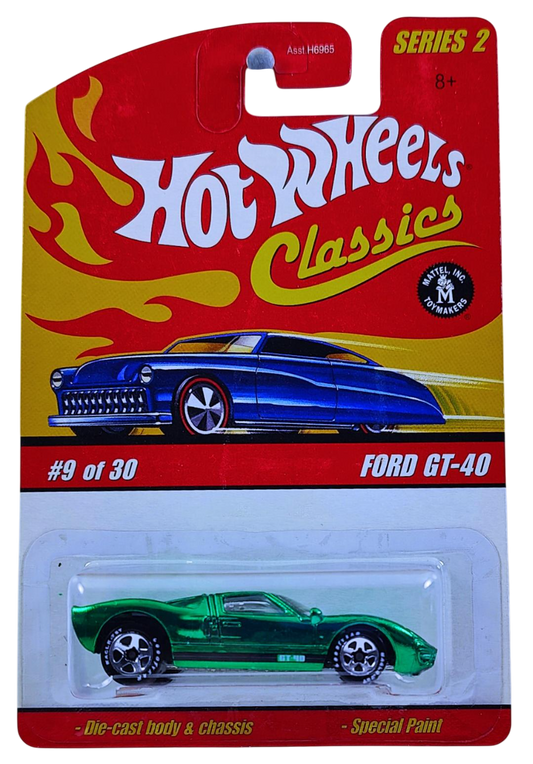 Asst.H6965
SERIES 2
8+
HOT WHEELS
Classics
MATTEL, INC.
M
TOYMAKERS
#9 of 30
FORD GT-40
GT-40
- Die-cast body & chassis
- Special Paint